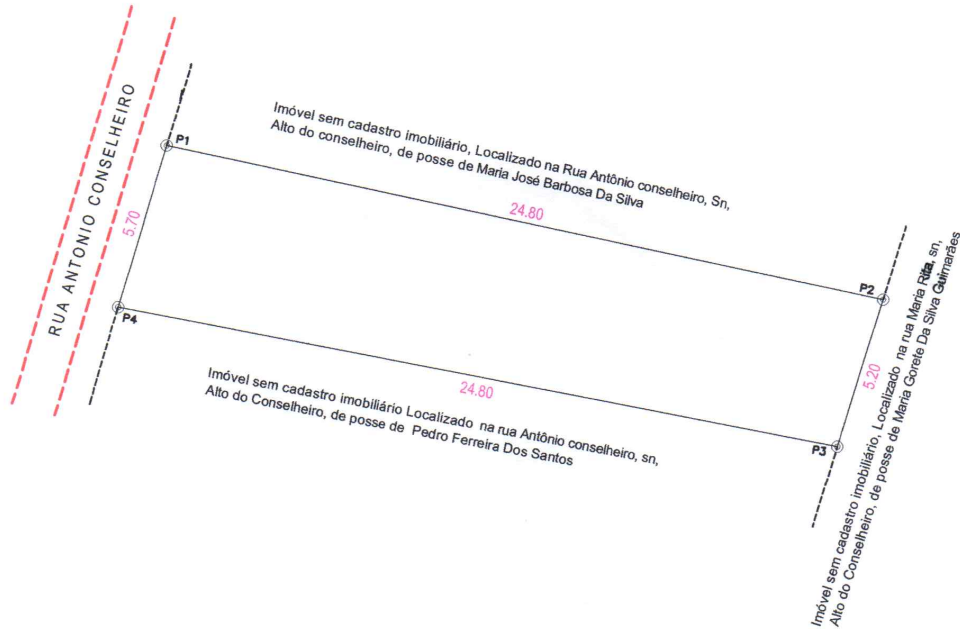 RUA ANTONIO CONSELHEIRO
P1
Imóvel sem cadastro imobiliário, Localizado na Rua Antônio conselheiro, Sn,
Alto do conselheiro, de posse de Maria José Barbosa Da Silva
24.80
5.70
P2
P4
5.20
Imóvel sem cadastro imobiliário, Localizado na rua Maria Rita, sn,
Alto do Conselheiro, de posse de Maria Gorete Da Silva Guimarães
24.80
Imóvel sem cadastro imobiliário Localizado na rua Antônio conselheiro, sn,
Alto do Conselheiro, de posse de Pedro Ferreira Dos Santos
P3